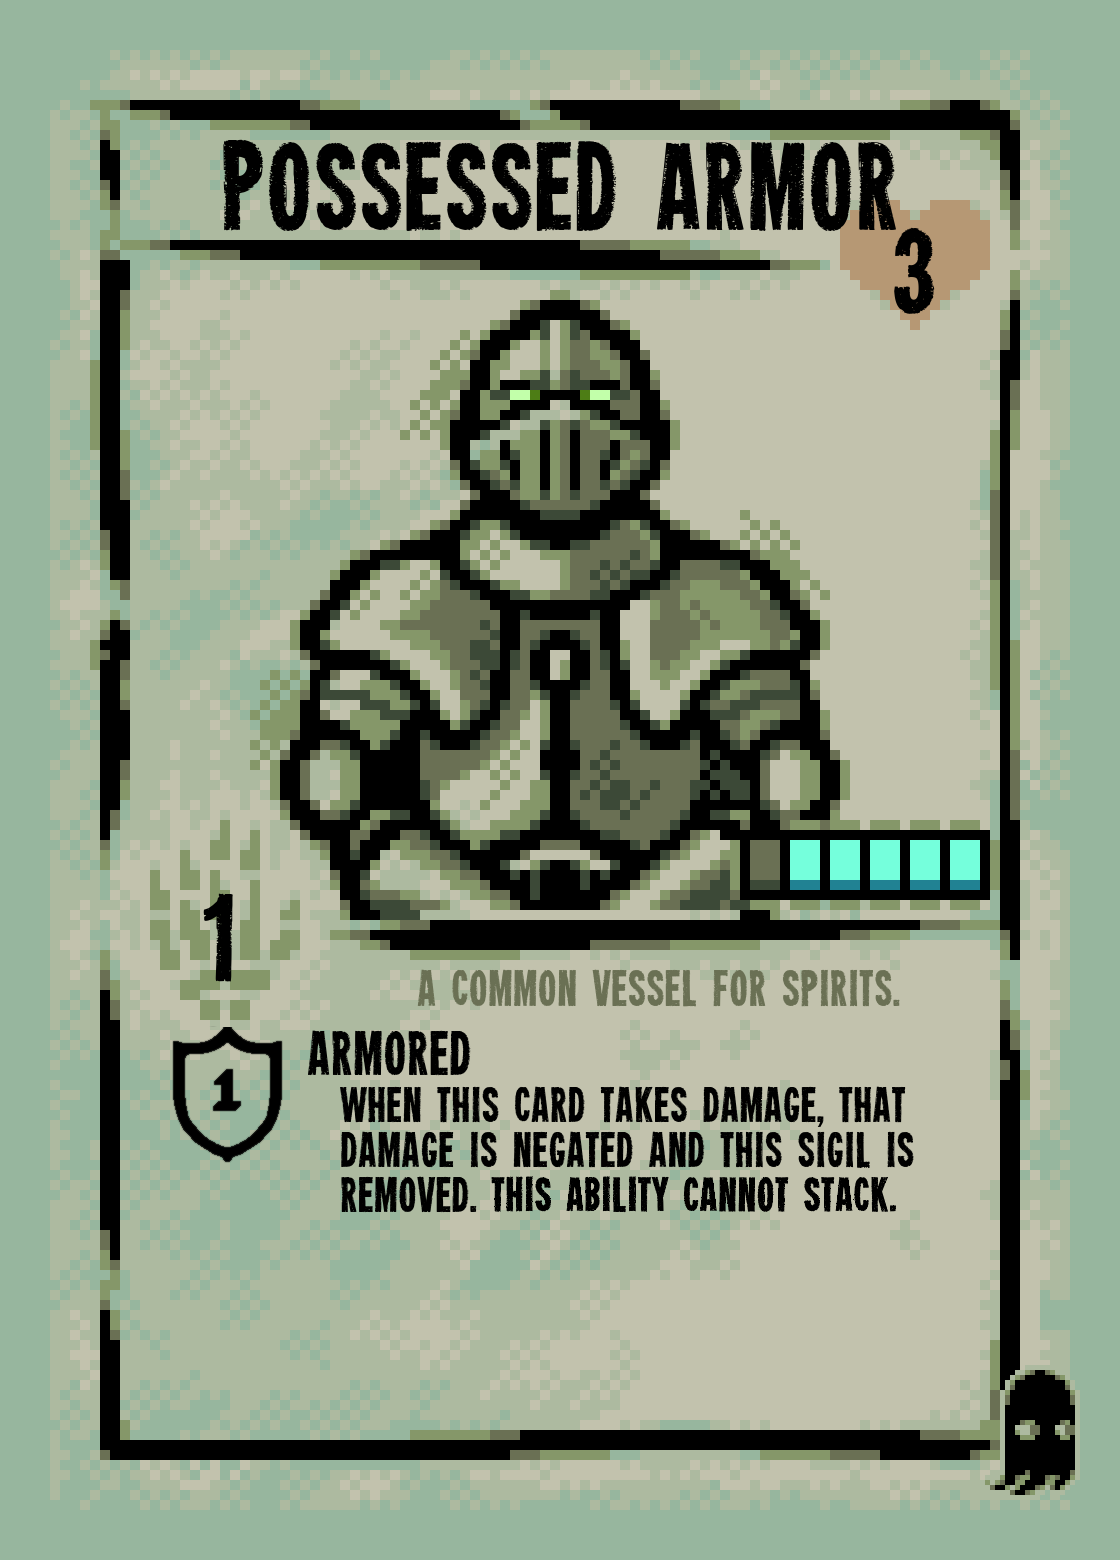 POSSESSED ARMOR
3
1
A COMMON VESSEL FOR SPIRITS.
1
ARMORED
WHEN THIS CARD TAKES DAMAGE, THAT
DAMAGE IS NEGATED AND THIS SIGIL IS
REMOVED. THIS ABILITY CANNOT STACK.